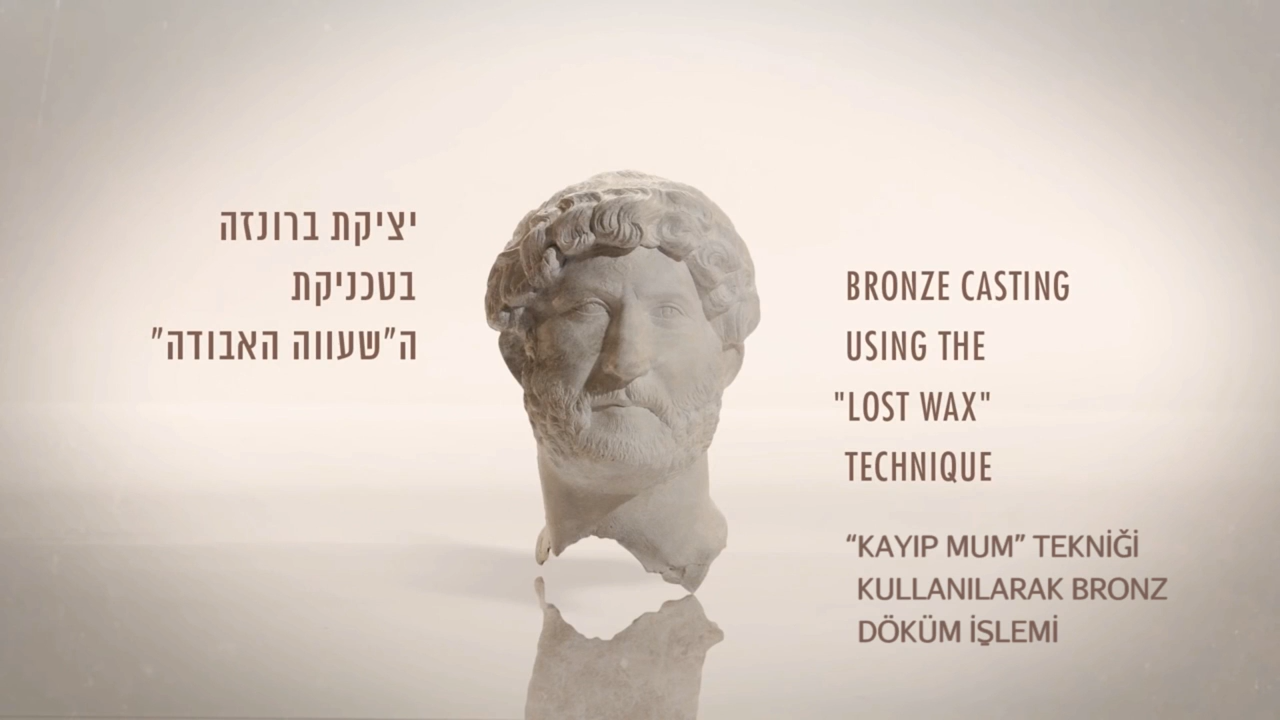 יציקת ברונזה
בטכניקת
ה"שעווה האבודה"
BRONZE CASTING
USING THE
"LOST WAX"
TECHNIQUE
“KAYIP MUM” TEKNİĞİ
KULLANILARAK BRONZ
DÖKÜM İŞLEMİ